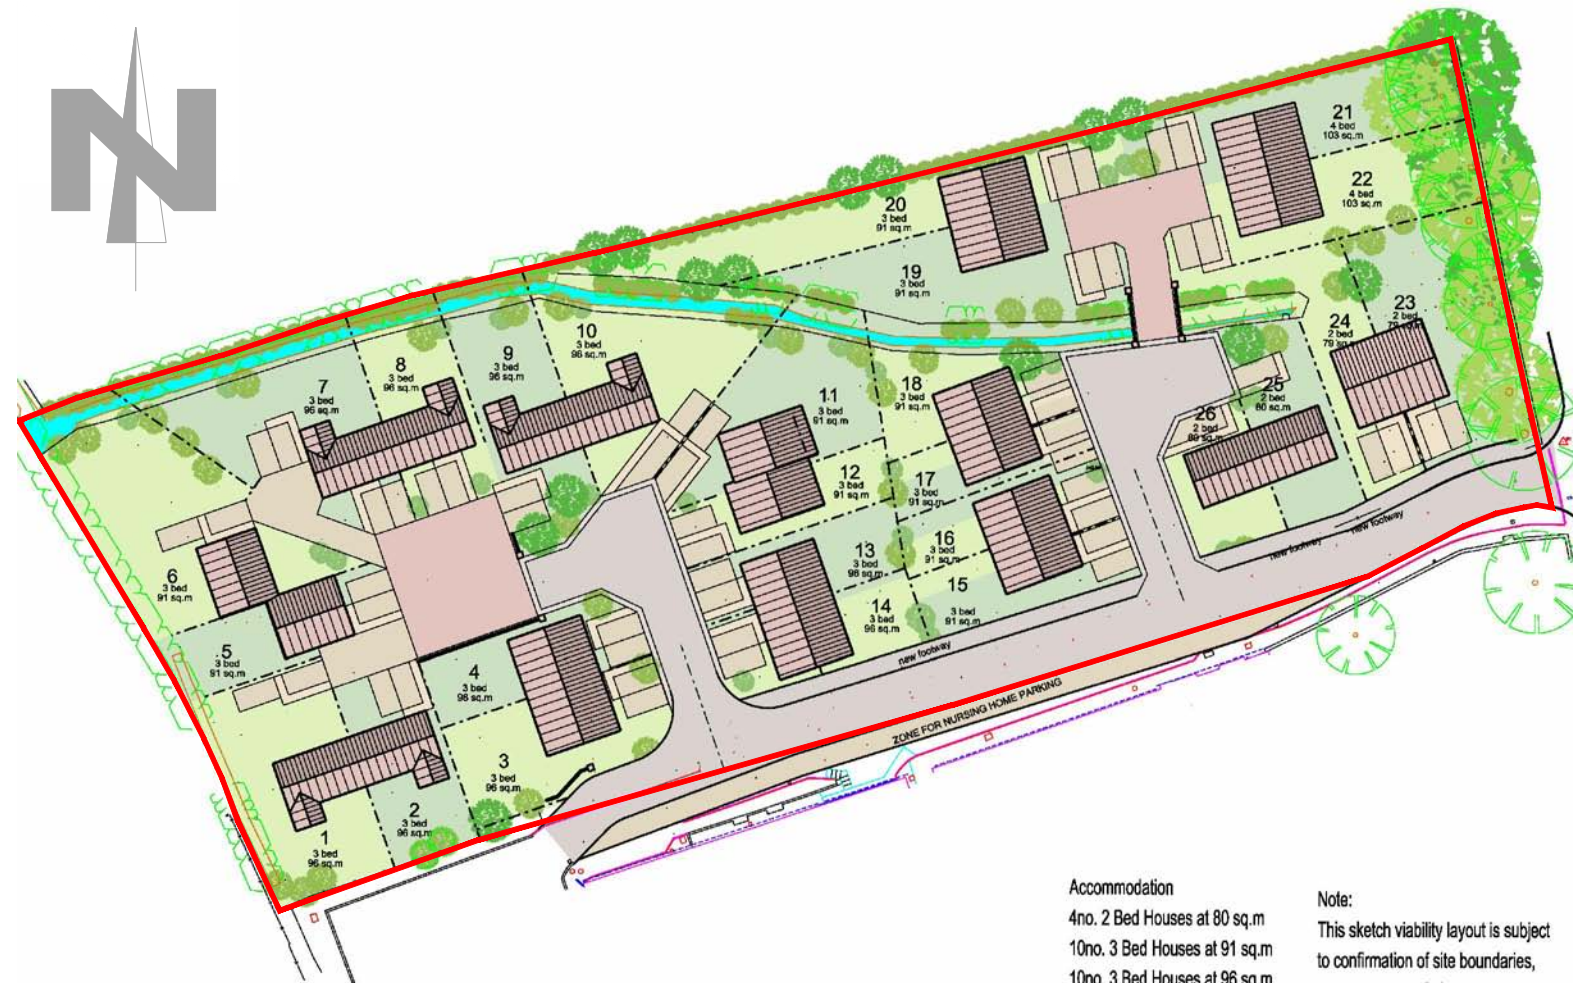 N
21
4 bed
103 sq.m
22
4 bed
103 sq.m
20
3 bed
91 sq.m
19
3 bed
91 sq.m
23
2 bed
79 sq.m
24
2 bed
79 sq.m
10
3 bed
96 sq.m
9
3 bed
96 sq.m
8
3 bed
96 sq.m
7
3 bed
96 sq.m
18
3 bed
91 sq.m
11
3 bed
91 sq.m
25
2 bed
80 sq.m
26
2 bed
80 sq.m
12
3 bed
91 sq.m
17
3 bed
91 sq.m
16
3 bed
91 sq.m
13
3 bed
96 sq.m
15
3 bed
91 sq.m
14
3 bed
96 sq.m
6
3 bed
91 sq.m
5
3 bed
91 sq.m
4
3 bed
96 sq.m
3
3 bed
96 sq.m
2
3 bed
96 sq.m
1
3 bed
96 sq.m
new footway
new footway
new footway
ZONE FOR NURSING HOME PARKING
Accommodation
4no. 2 Bed Houses at 80 sq.m
10no. 3 Bed Houses at 91 sq.m
10no. 3 Bed Houses at 96 sq.m
Note:
This sketch viability layout is subject
to confirmation of site boundaries,